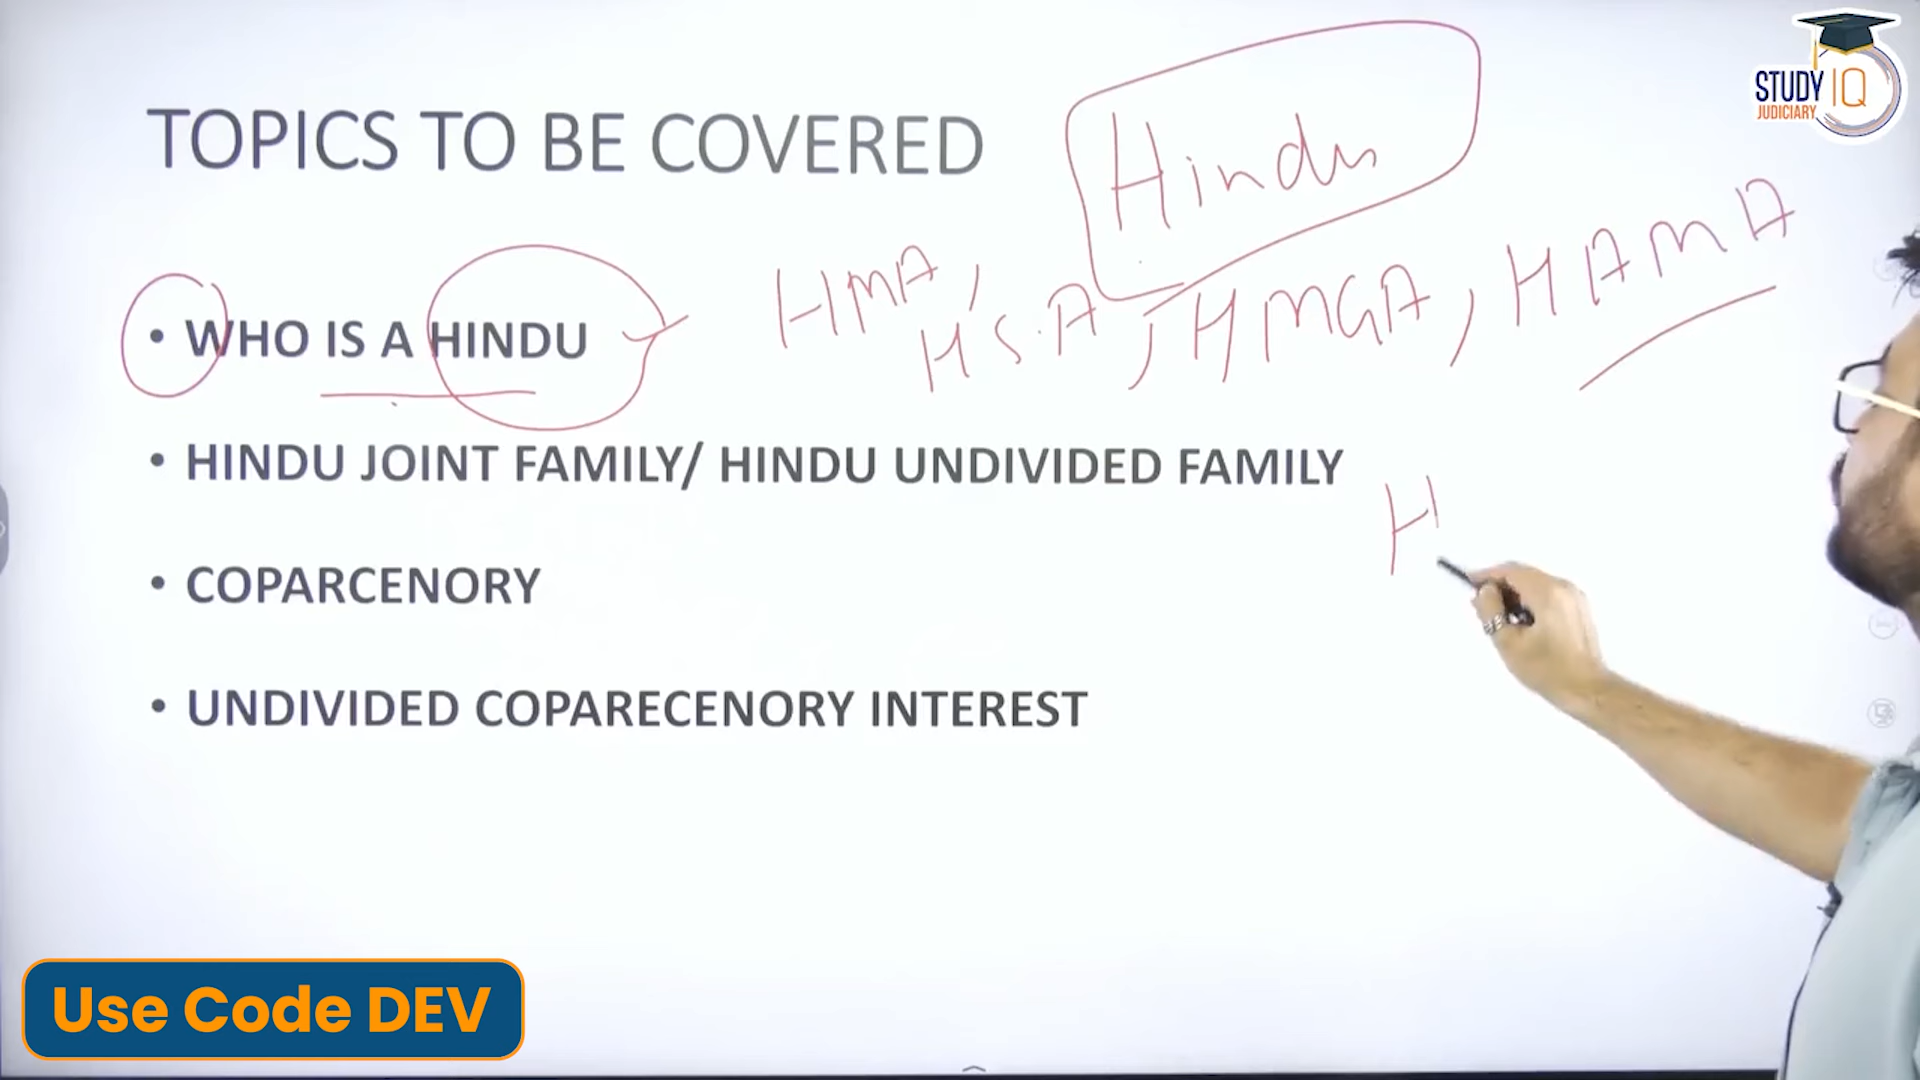 STUDY IQ
JUDICIARY
TOPICS TO BE COVERED
Hindu
• WHO IS A HINDU
HMA,
H S.A, HMGA, HAMA
• HINDU JOINT FAMILY/ HINDU UNDIVIDED FAMILY
H
• COPARCENORY
• UNDIVIDED COPARECENORY INTEREST
Use Code DEV